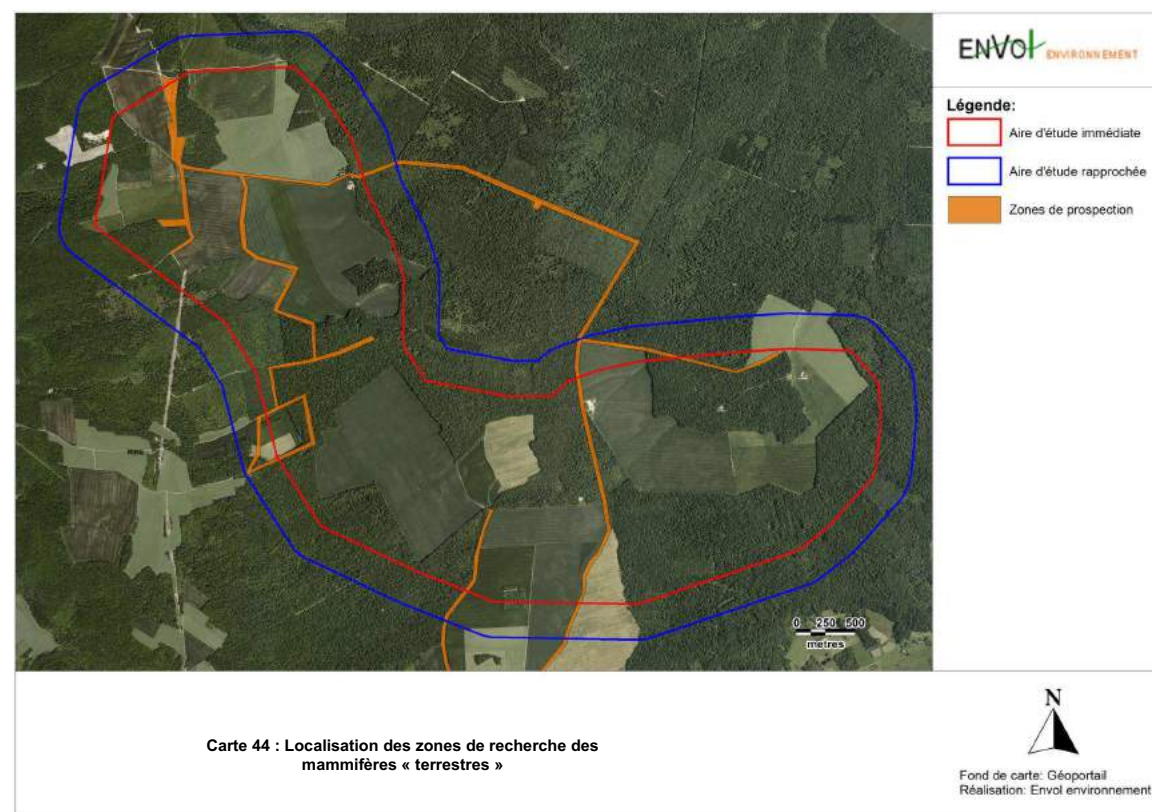 ENVOl ENVIRONNEMENT
Légende:
Aire d'étude immédiate
Aire d'étude rapprochée
Zones de prospection
0 250 500
metres
Carte 44 : Localisation des zones de recherche des
mammifères « terrestres »
N
Fond de carte: Géoportail
Réalisation: Envol environnement